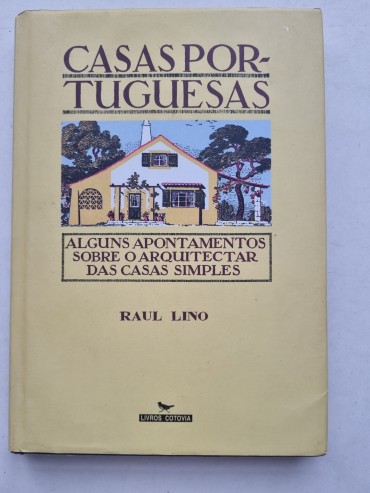 CASAS POR-
TUGUESAS
ALGUNS APONTAMENTOS
SOBRE O ARQUITECTAR
DAS CASAS SIMPLES
RAUL LINO
LIVROS COTOVIA